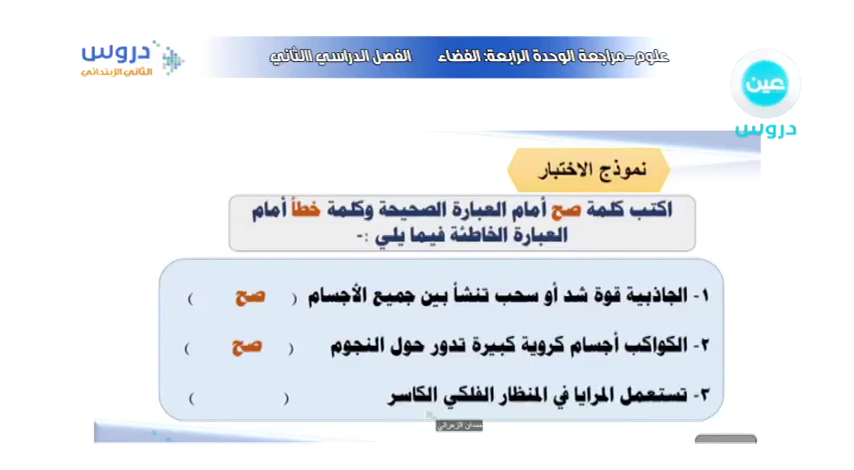 دروس
الثاني الابتدائي
علوم-مراجعة الوحدة الرابعة: الفضاء الفصل الدراسي الثاني
عين
دروس
نموذج الاختبار
اكتب كلمة صح أمام العبارة الصحيحة وكلمة خطأ أمام
العبارة الخاطئة فيما يلي :-
١- الجاذبية قوة شد أو سحب تنشأ بين جميع الأجسام ( صح )
٢- الكواكب أجسام كروية كبيرة تدور حول النجوم ( صح )
٣- تستعمل المرايا في المنظار الفلكي الكاسر ( )